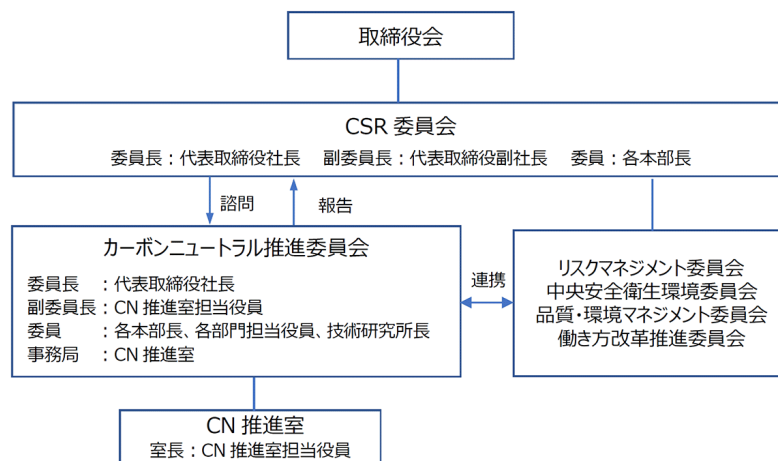 取締役会
CSR 委員会
委員長：代表取締役社長 副委員長：代表取締役副社長 委員：各本部長
諮問
報告
カーボンニュートラル推進委員会
委員長 ：代表取締役社長
副委員長：CN 推進室担当役員
委員 ：各本部長、各部門担当役員、技術研究所長
事務局 ：CN 推進室
連携
リスクマネジメント委員会
中央安全衛生環境委員会
品質・環境マネジメント委員会
働き方改革推進委員会
CN 推進室
室長：CN 推進室担当役員